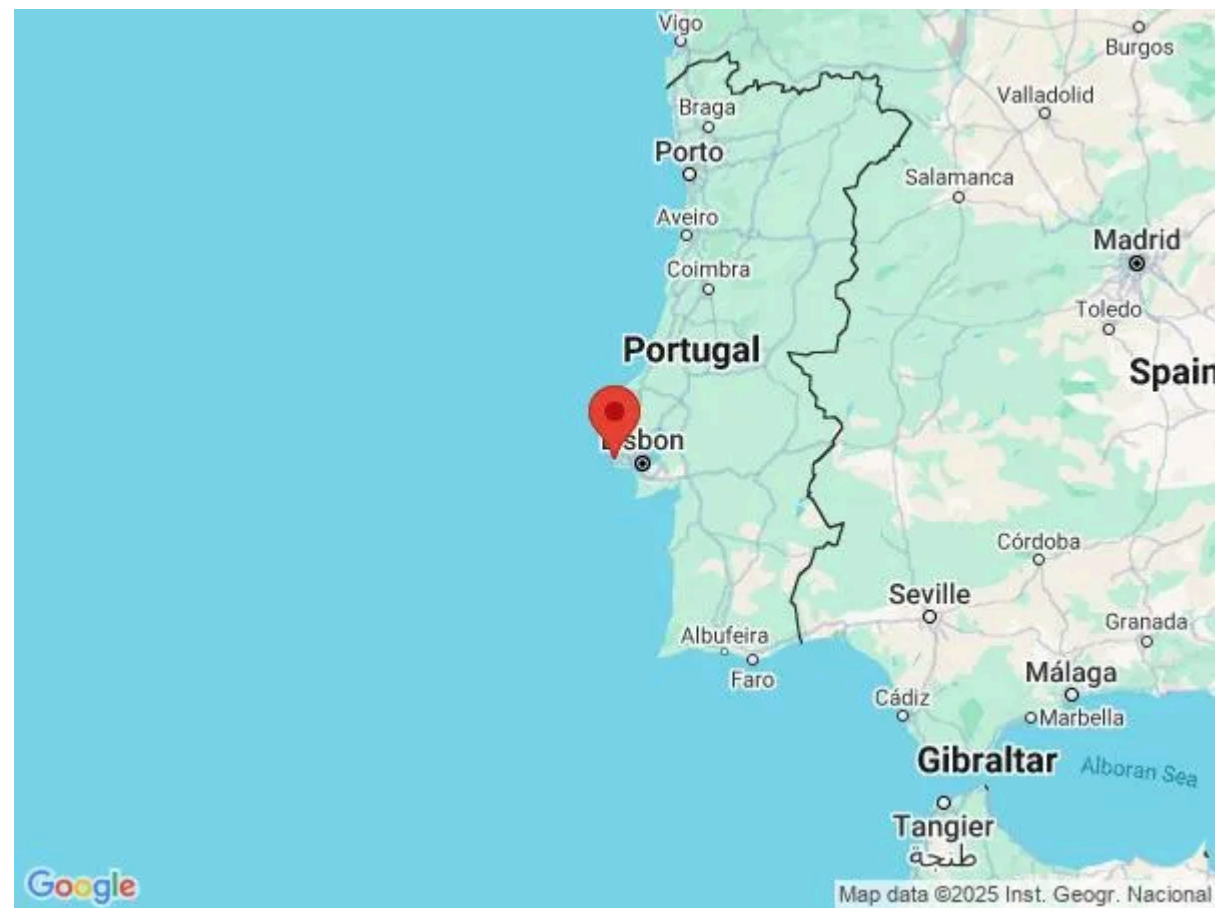 Vigo
Burgos
Valladolid
Braga
Porto
Salamanca
Aveiro
Madrid
Coimbra
Toledo
Portugal
Spain
Lisbon
Córdoba
Seville
Granada
Albufeira
Málaga
Faro
Cádiz
Marbella
Gibraltar
Alboran Sea
Tangier
طنجة
Google
Map data ©2025 Inst. Geogr. Nacional